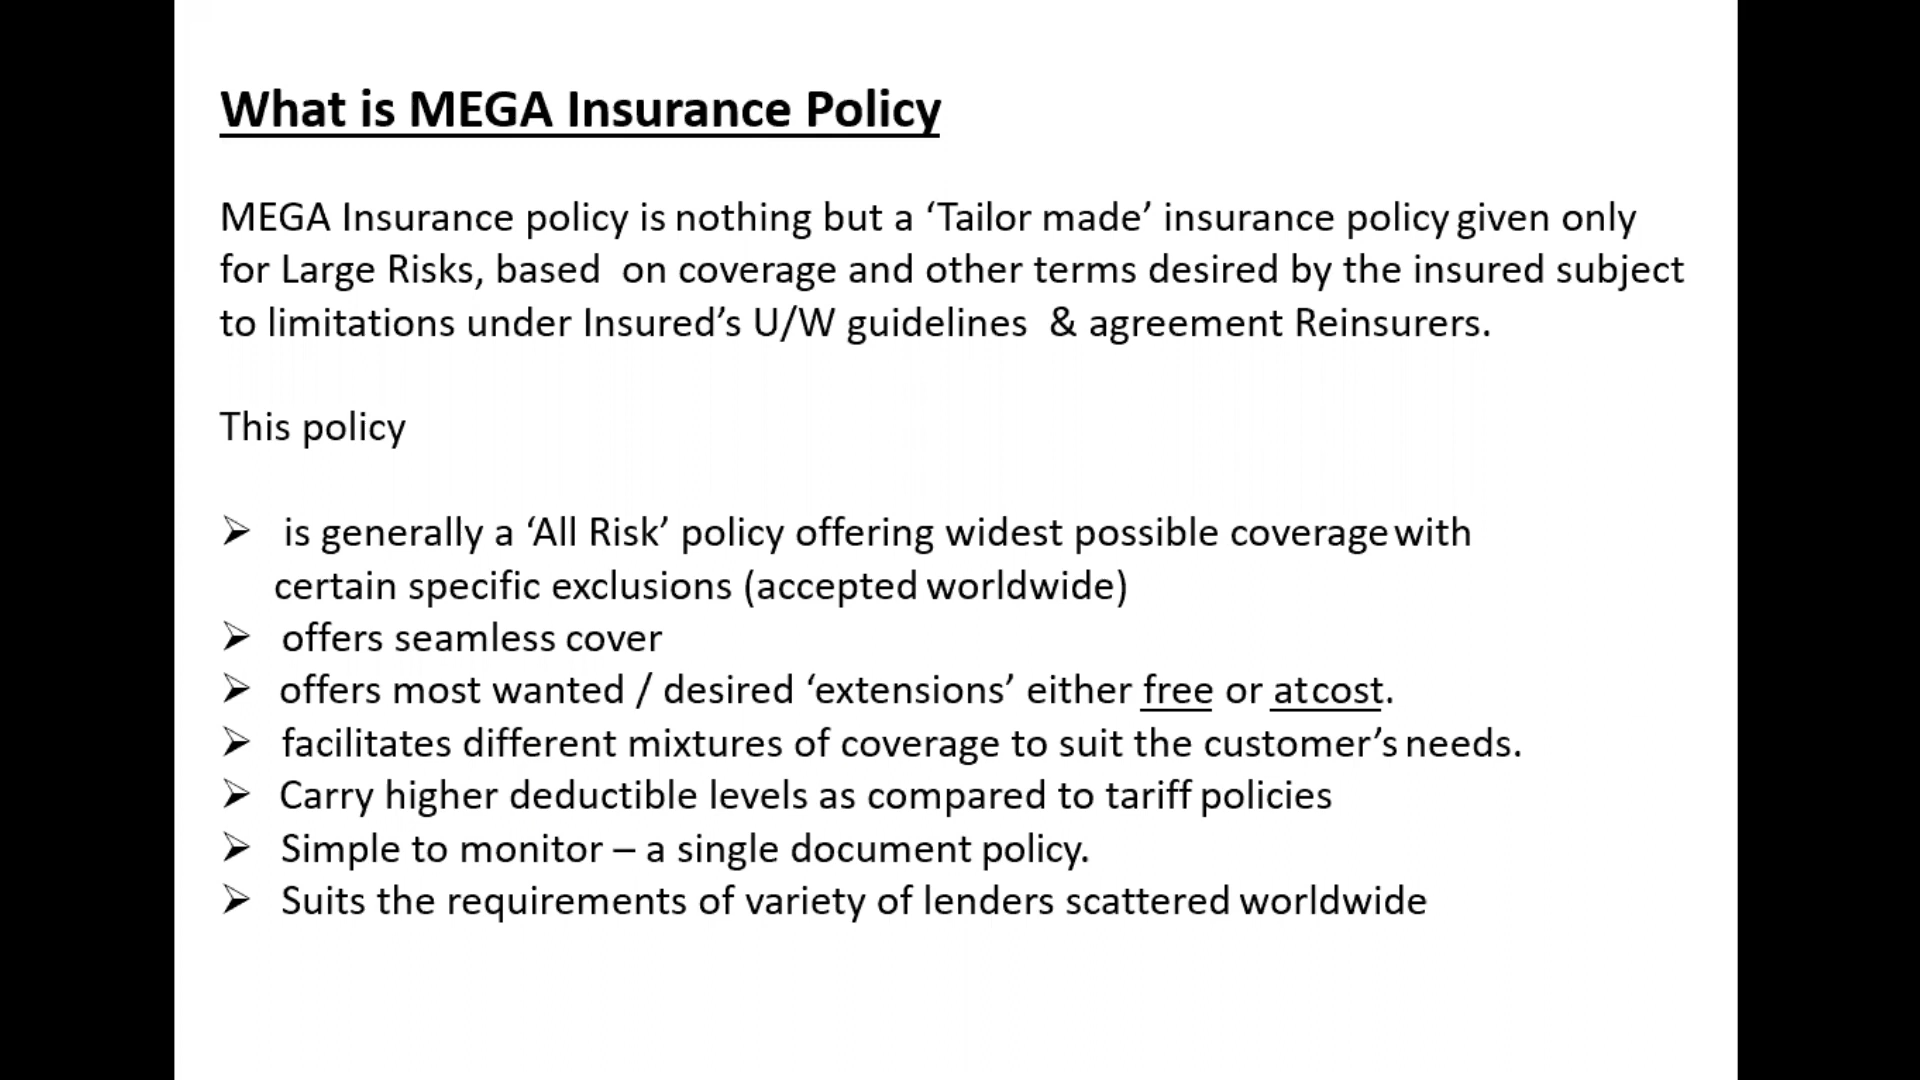 What is MEGA Insurance Policy
MEGA Insurance policy is nothing but a ‘Tailor made’ insurance policy given only
for Large Risks, based on coverage and other terms desired by the insured subject
to limitations under Insured’s U/W guidelines & agreement Reinsurers.
This policy
➢ is generally a ‘All Risk’ policy offering widest possible coverage with
certain specific exclusions (accepted worldwide)
➢ offers seamless cover
➢ offers most wanted / desired ‘extensions’ either free or at cost.
➢ facilitates different mixtures of coverage to suit the customer’s needs.
➢ Carry higher deductible levels as compared to tariff policies
➢ Simple to monitor – a single document policy.
➢ Suits the requirements of variety of lenders scattered worldwide